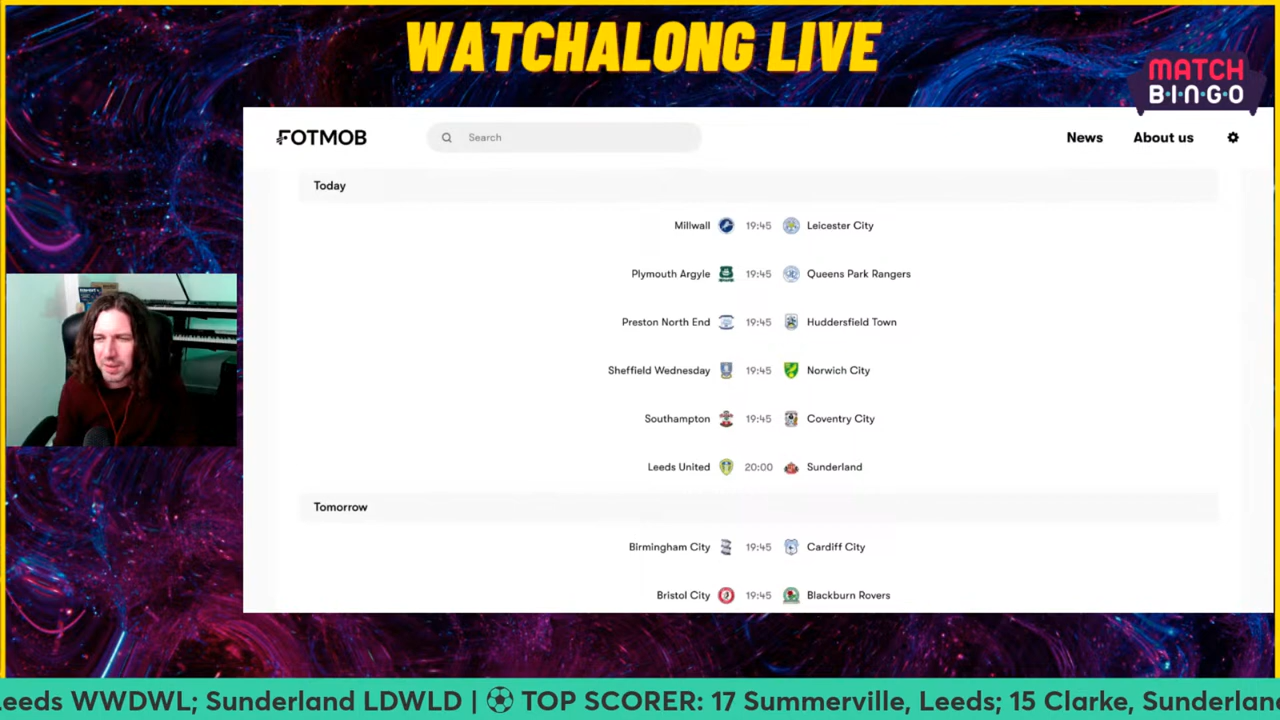 WATCHALONG LIVE
MATCH
B·I·N·G·O
FOTMOB
Search
News
About us
Today
Millwall 19:45 Leicester City
Plymouth Argyle 19:45 Queens Park Rangers
Preston North End 19:45 Huddersfield Town
Sheffield Wednesday 19:45 Norwich City
Southampton 19:45 Coventry City
Leeds United 20:00 Sunderland
Tomorrow
Birmingham City 19:45 Cardiff City
Bristol City 19:45 Blackburn Rovers
Leeds WWDWL; Sunderland LDWLD | ⚽ TOP SCORER: 17 Summerville, Leeds; 15 Clarke, Sunderland